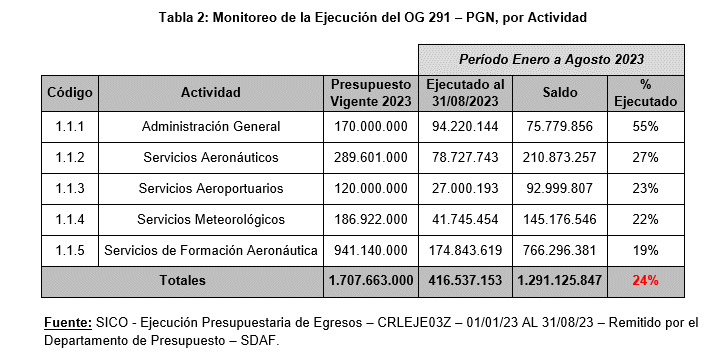 Tabla 2: Monitoreo de la Ejecución del OG 291 – PGN, por Actividad
Período Enero a Agosto 2023
Código Actividad Presupuesto Vigente 2023 Ejecutado al 31/08/2023 Saldo % Ejecutado
1.1.1 Administración General 170.000.000 94.220.144 75.779.856 55%
1.1.2 Servicios Aeronáuticos 289.601.000 78.727.743 210.873.257 27%
1.1.3 Servicios Aeroportuarios 120.000.000 27.000.193 92.999.807 23%
1.1.4 Servicios Meteorológicos 186.922.000 41.745.454 145.176.546 22%
1.1.5 Servicios de Formación Aeronáutica 941.140.000 174.843.619 766.296.381 19%
Totales 1.707.663.000 416.537.153 1.291.125.847 24%
Fuente: SICO - Ejecución Presupuestaria de Egresos – CRLEJE03Z – 01/01/23 AL 31/08/23 – Remitido por el
Departamento de Presupuesto – SDAF.